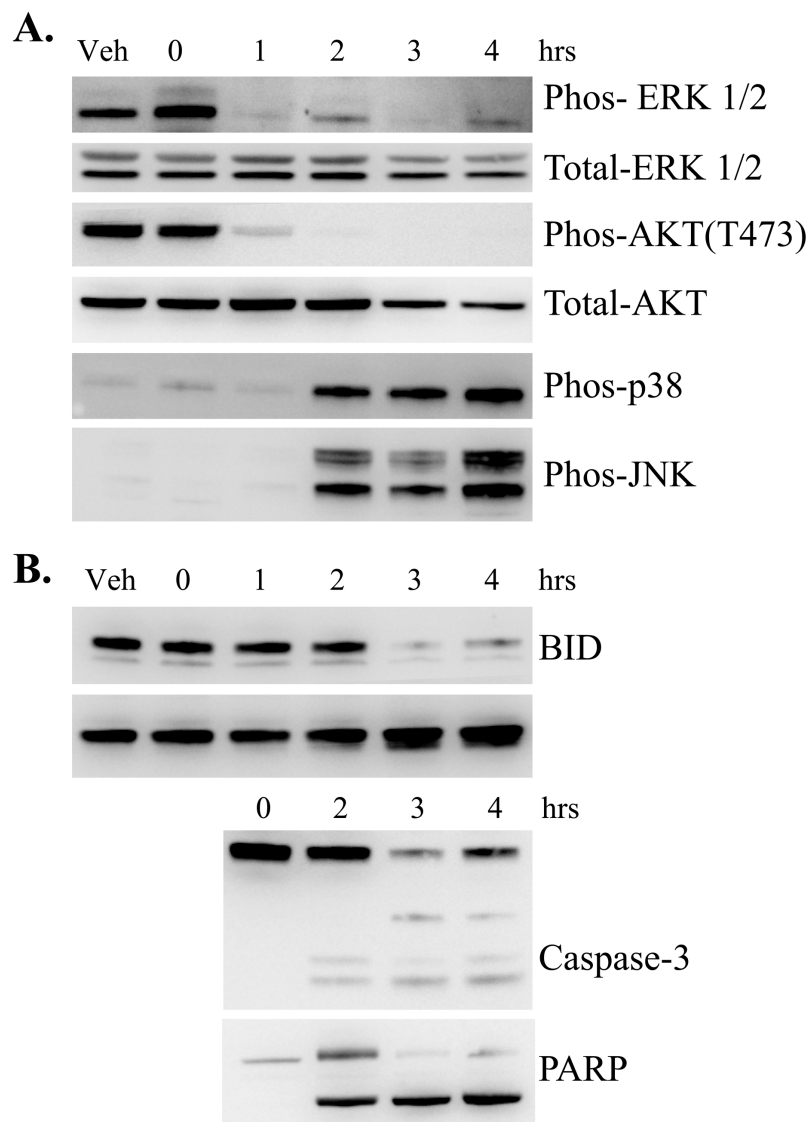 A.
Veh 0 1 2 3 4 hrs
Phos- ERK 1/2
Total-ERK 1/2
Phos-AKT(T473)
Total-AKT
Phos-p38
Phos-JNK
B.
Veh 0 1 2 3 4 hrs
BID
0 2 3 4 hrs
Caspase-3
PARP